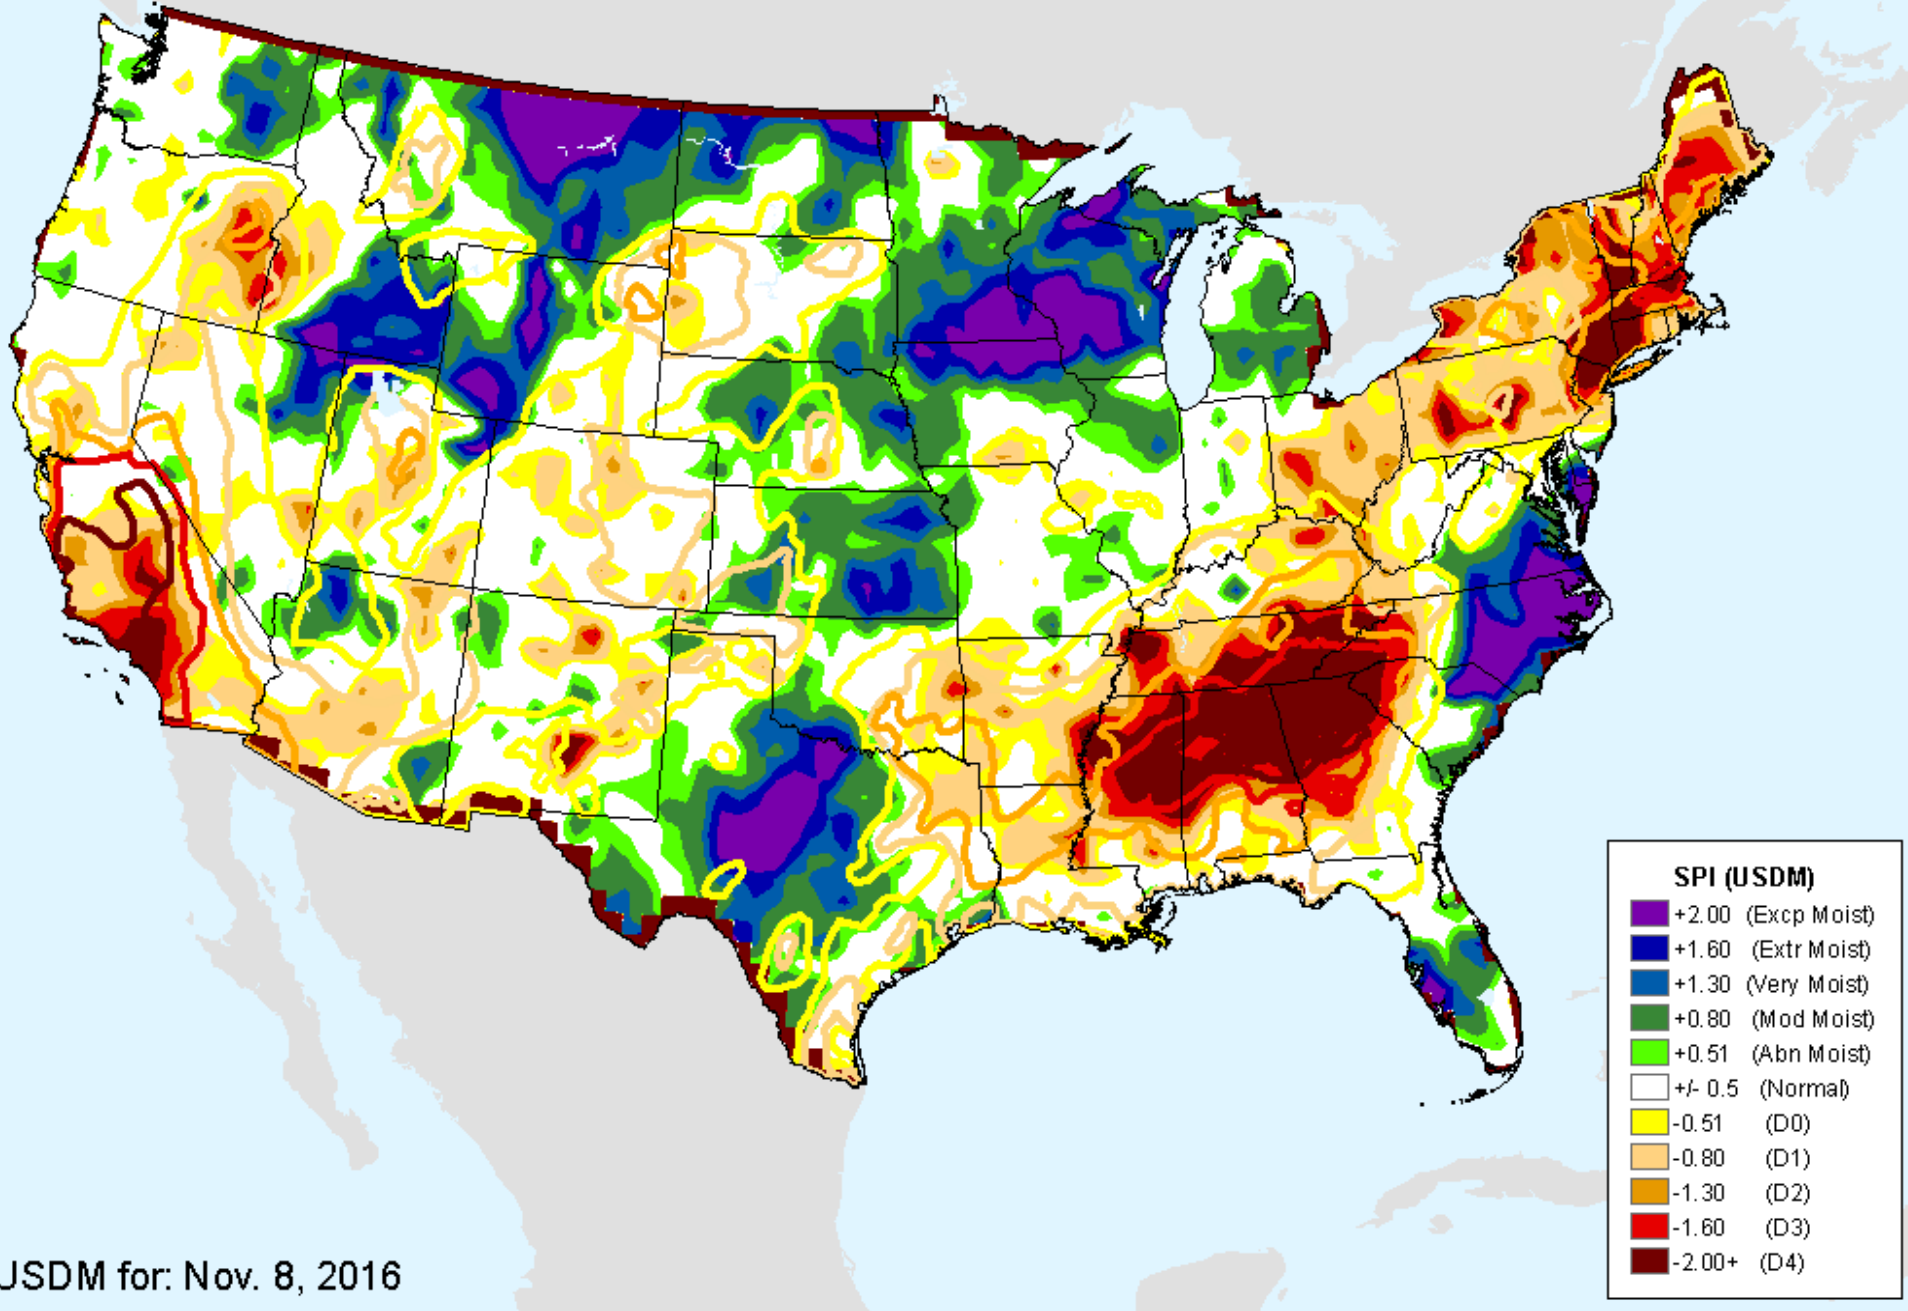 SPI (USDM)
+2.00 (Excp Moist)
+1.60 (Extr Moist)
+1.30 (Very Moist)
+0.80 (Mod Moist)
+0.51 (Abn Moist)
+/- 0.5 (Normal)
-0.51 (D0)
-0.80 (D1)
-1.30 (D2)
-1.60 (D3)
-2.00+ (D4)
USDM for: Nov. 8, 2016